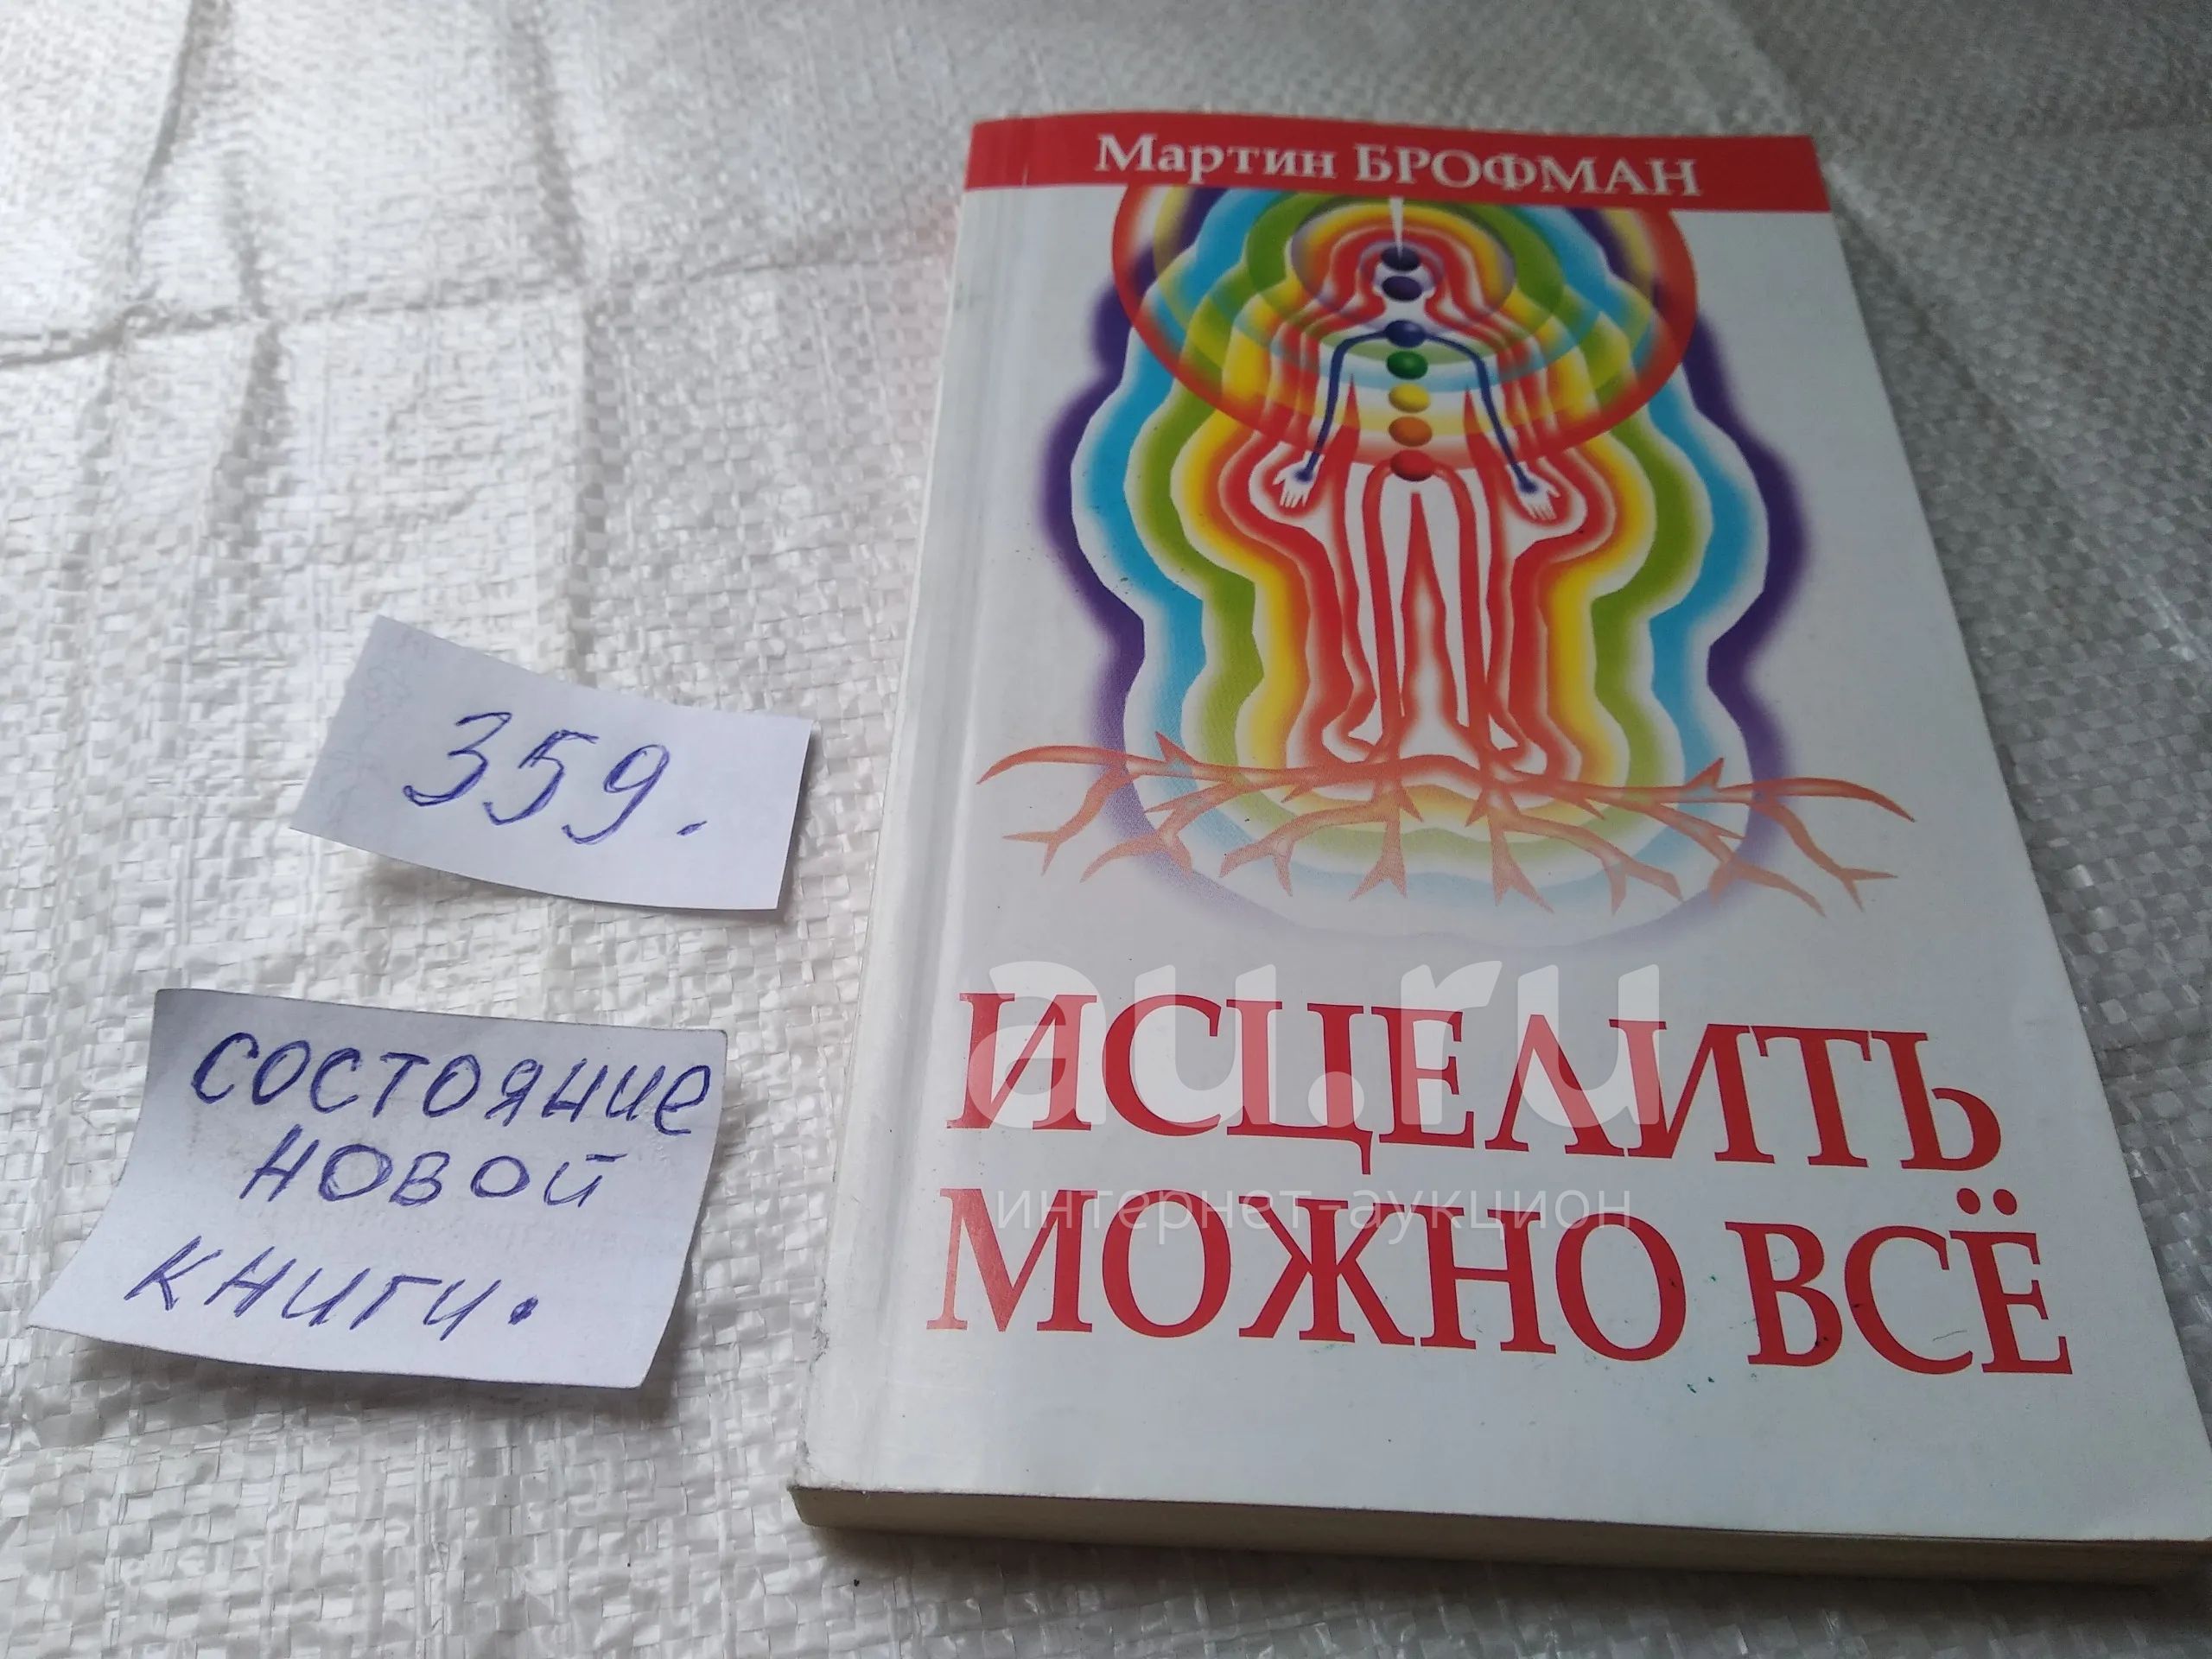 Мартин БРОФМАН
359.
состояние
новой
книги.
au.ru
ИСЦЕЛИТЬ
интернет-аукцион
МОЖНО ВСЁ